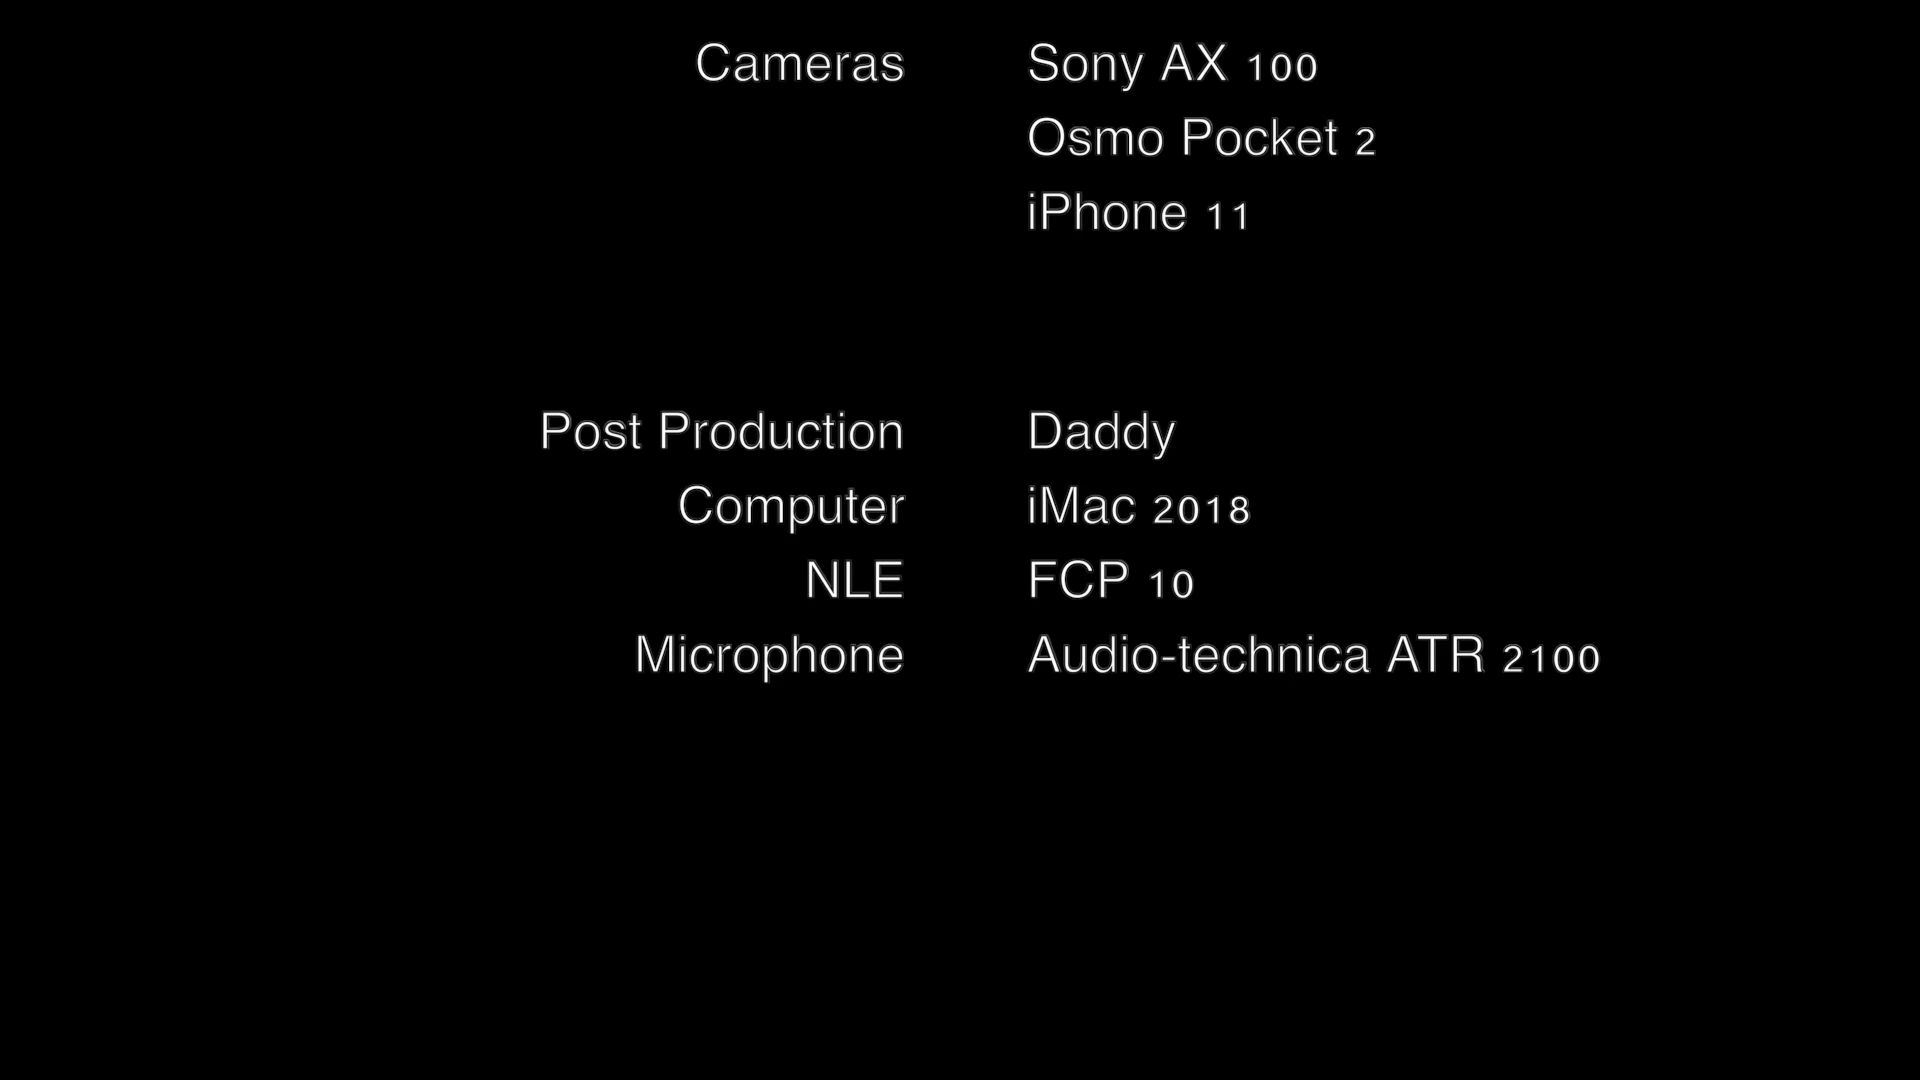 Cameras Sony AX 100
Osmo Pocket 2
iPhone 11
Post Production Daddy
Computer iMac 2018
NLE FCP 10
Microphone Audio-technica ATR 2100